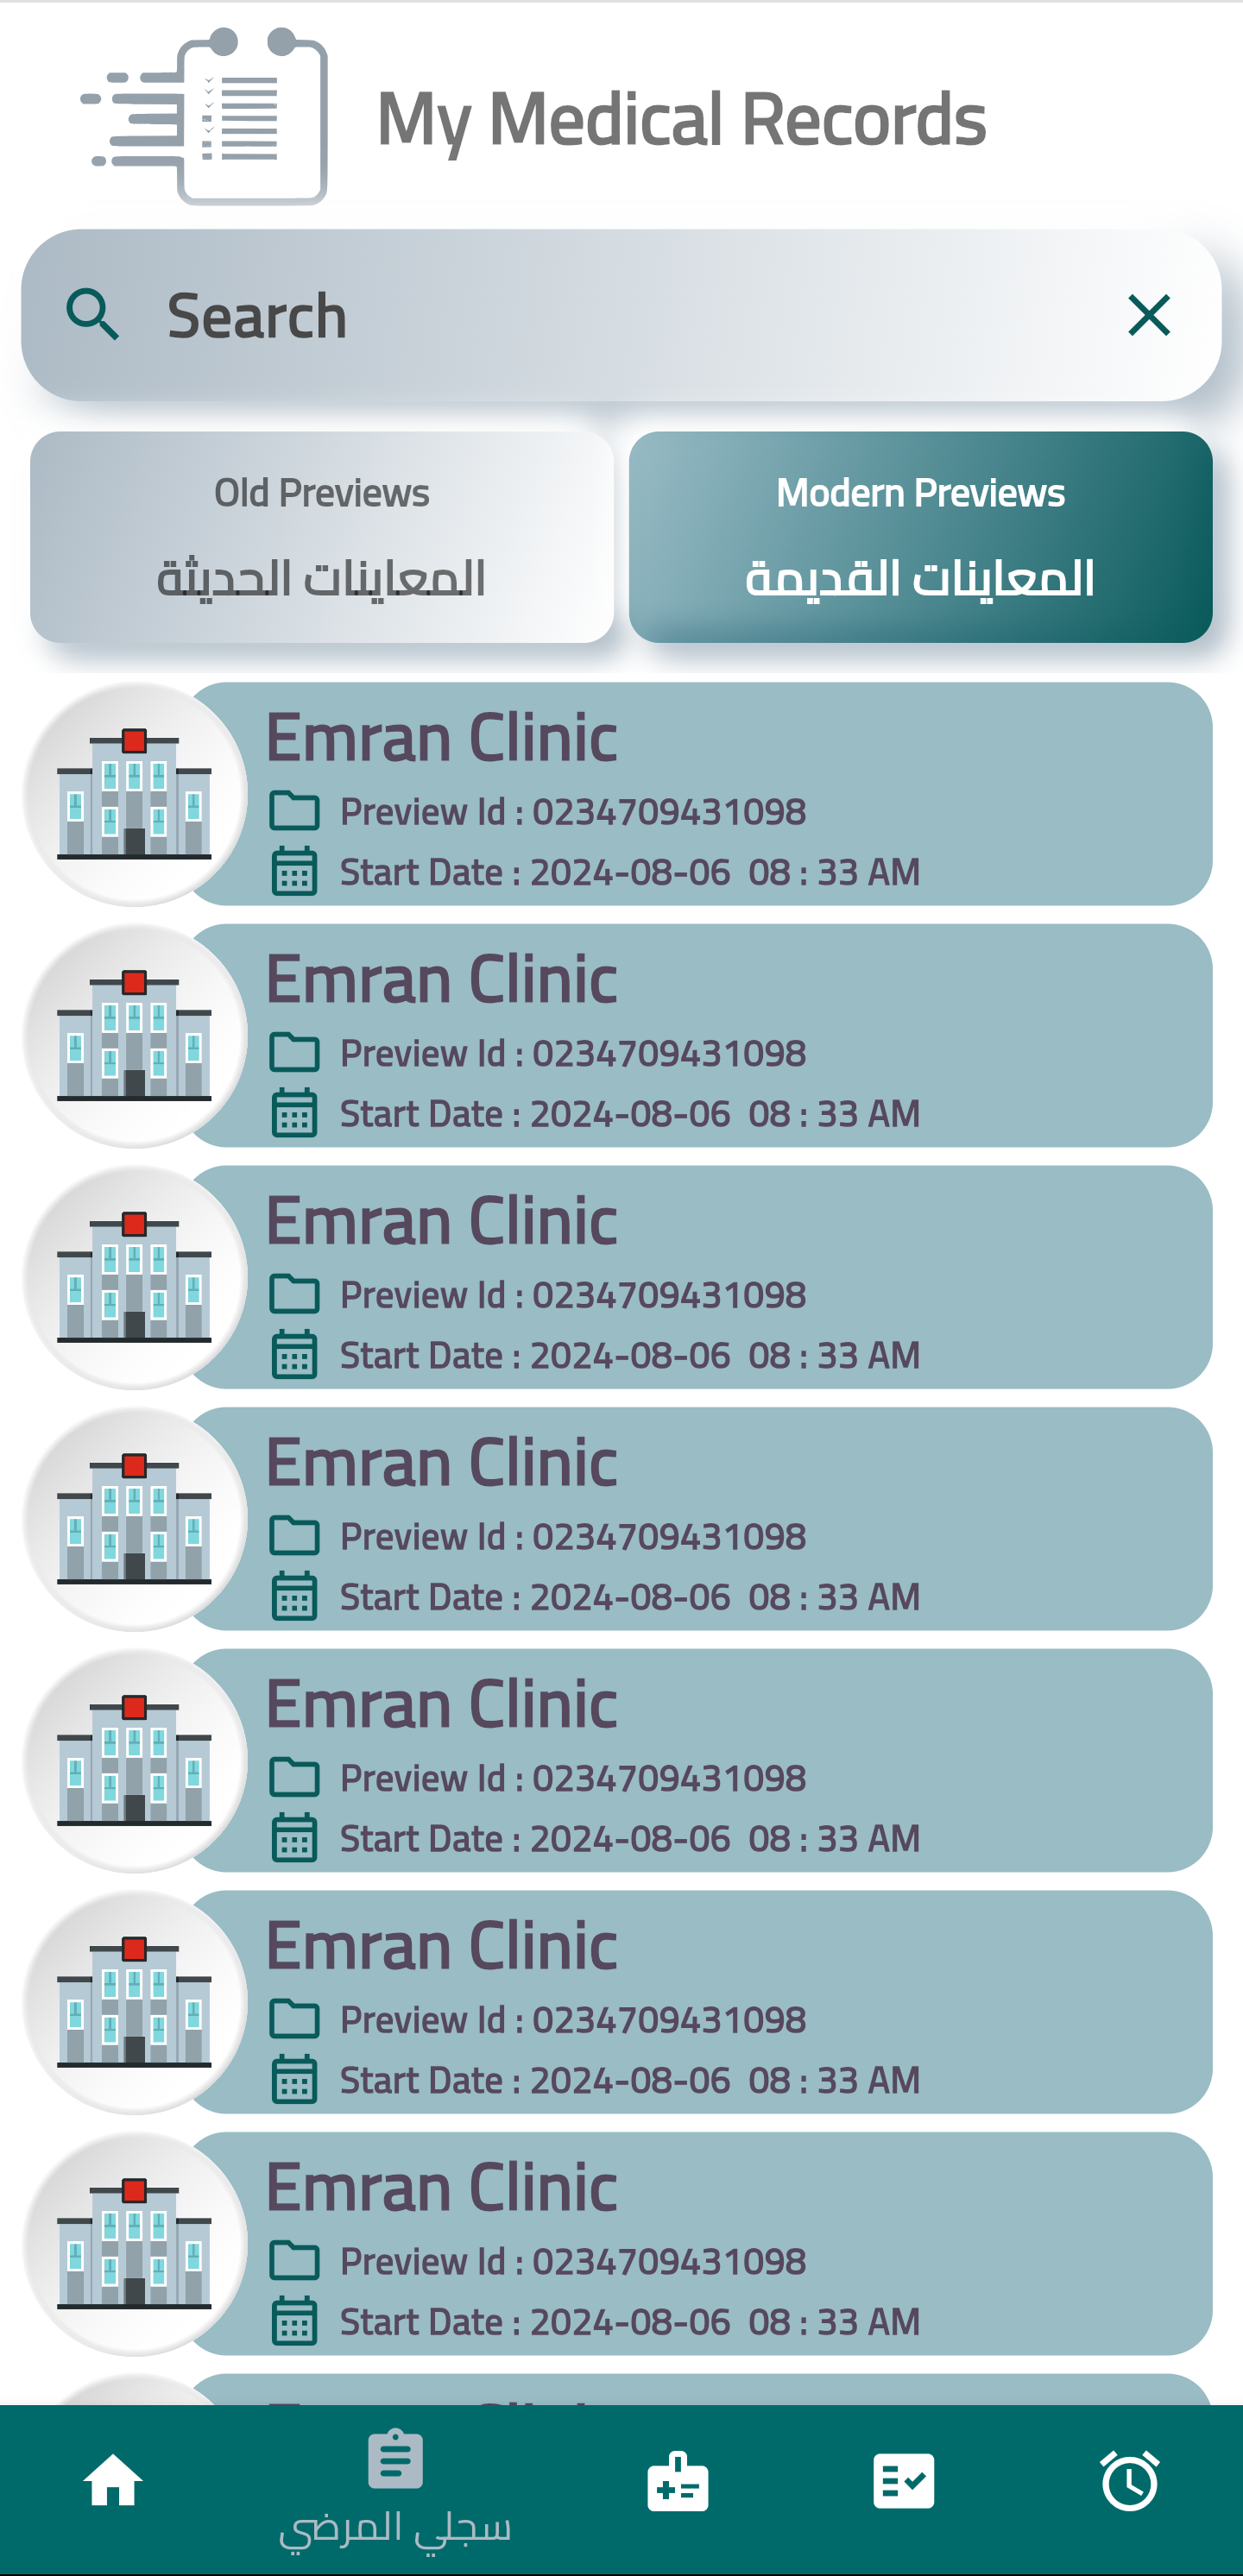 My Medical Records
Search
Old Previews
المعاينات الحديثة
Modern Previews
المعاينات القديمة
Emran Clinic
Preview Id : 0234709431098
Start Date : 2024-08-06 08 : 33 AM
Emran Clinic
Preview Id : 0234709431098
Start Date : 2024-08-06 08 : 33 AM
Emran Clinic
Preview Id : 0234709431098
Start Date : 2024-08-06 08 : 33 AM
Emran Clinic
Preview Id : 0234709431098
Start Date : 2024-08-06 08 : 33 AM
Emran Clinic
Preview Id : 0234709431098
Start Date : 2024-08-06 08 : 33 AM
Emran Clinic
Preview Id : 0234709431098
Start Date : 2024-08-06 08 : 33 AM
Emran Clinic
Preview Id : 0234709431098
Start Date : 2024-08-06 08 : 33 AM
سجلي المرضي